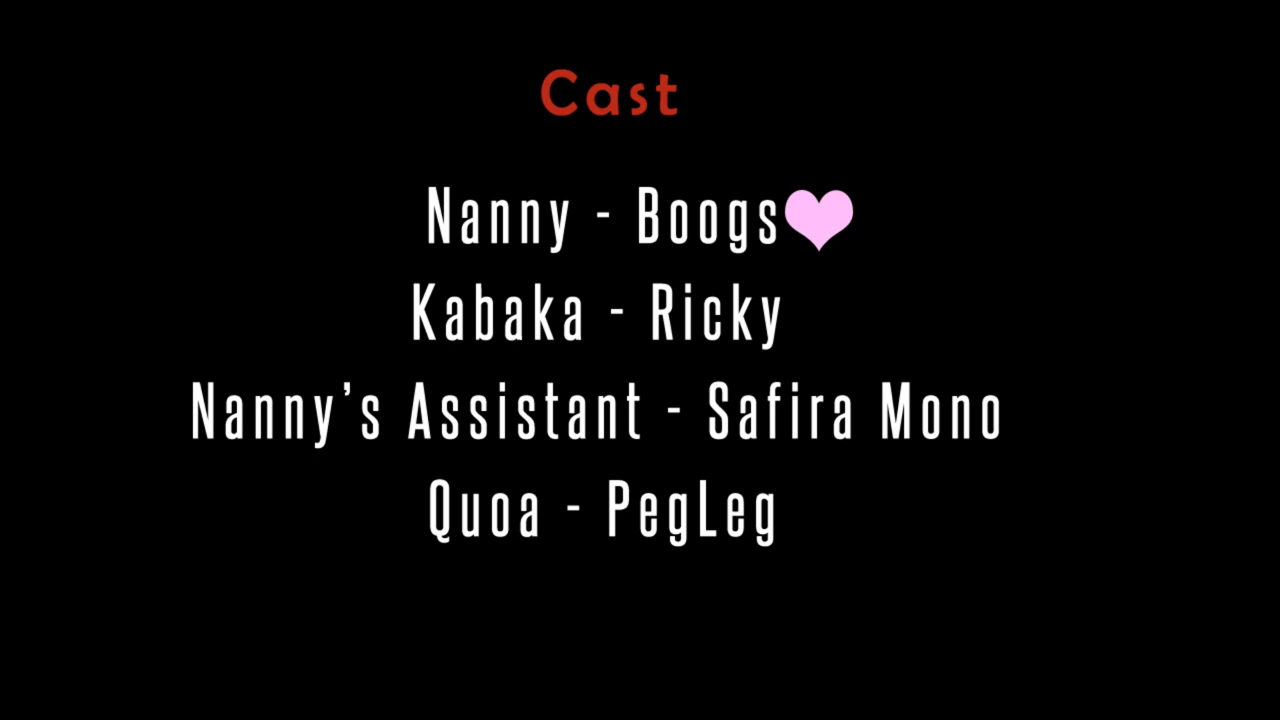 Cast
Nanny - Boogs
Kabaka - Ricky
Nanny’s Assistant - Safira Mono
Quoa - PegLeg